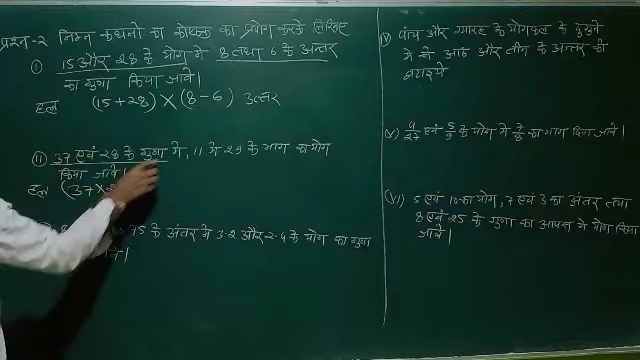 प्रश्न-2 निम्न कथनो को कोष्ठक का प्रयोग करके लिखिए
(I) 15 और 28 के योग मे 8 तथा 6 के अन्तर
का गुणा किया जावे।
हल (15+28) × (8-6) उत्तर
(II) 37 एवं 28 के गुणा मे, 11 मे 29 के भाग का योग
किया जावे।
हल (37×
.75 के अंतर मे 3.2 और 2.4 के योग का गुणा
(IV) पांच और ग्यारह के योगफल के दुगुने
मे से आठ और तीन के अन्तर को
घटाइये
(V) 4/27 एवं 5/9 के योग मे 7/8 का भाग दिया जावे।
(VI) 5 एवं 10 का योग, 7 एवं 3 का अंतर तथा
8 एवं 25 के गुणा का आपस मे योग किया
जावे।